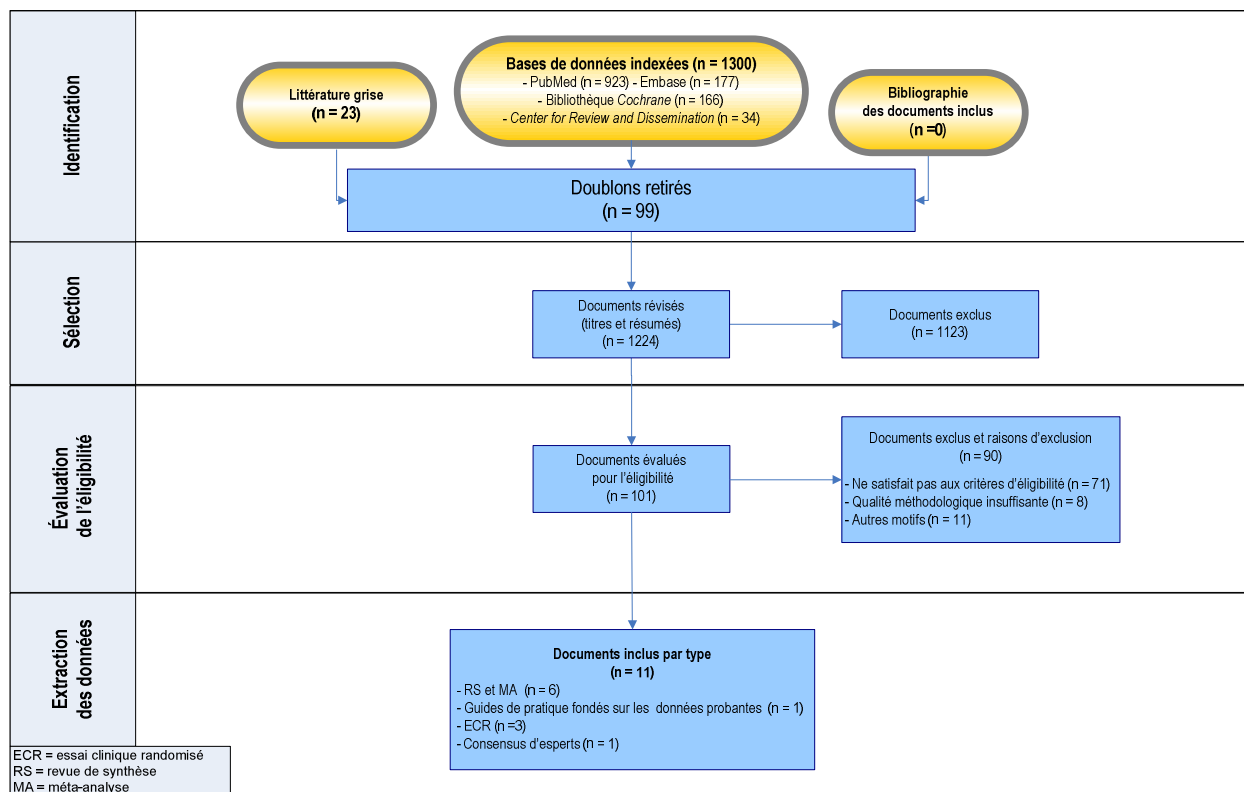 Identification
Littérature grise
(n = 23)
Bases de données indexées (n = 1300)
- PubMed (n = 923) - Embase (n = 177)
- Bibliothèque Cochrane (n = 166)
- Center for Review and Dissemination (n = 34)
Bibliographie
des documents inclus
(n =0)
Doublons retirés
(n = 99)
Sélection
Documents révisés
(titres et résumés)
(n = 1224)
Documents exclus
(n = 1123)
Évaluation
de l'éligibilité
Documents évalués
pour l'éligibilité
(n = 101)
Documents exclus et raisons d'exclusion
(n = 90)
- Ne satisfait pas aux critères d'éligibilité (n = 71)
- Qualité méthodologique insuffisante (n = 8)
- Autres motifs (n = 11)
Extraction
des données
Documents inclus par type
(n = 11)
- RS et MA (n = 6)
- Guides de pratique fondés sur les données probantes (n = 1)
- ECR (n =3)
- Consensus d'esperts (n = 1)
ECR = essai clinique randomisé
RS = revue de synthèse
MA = méta-analyse